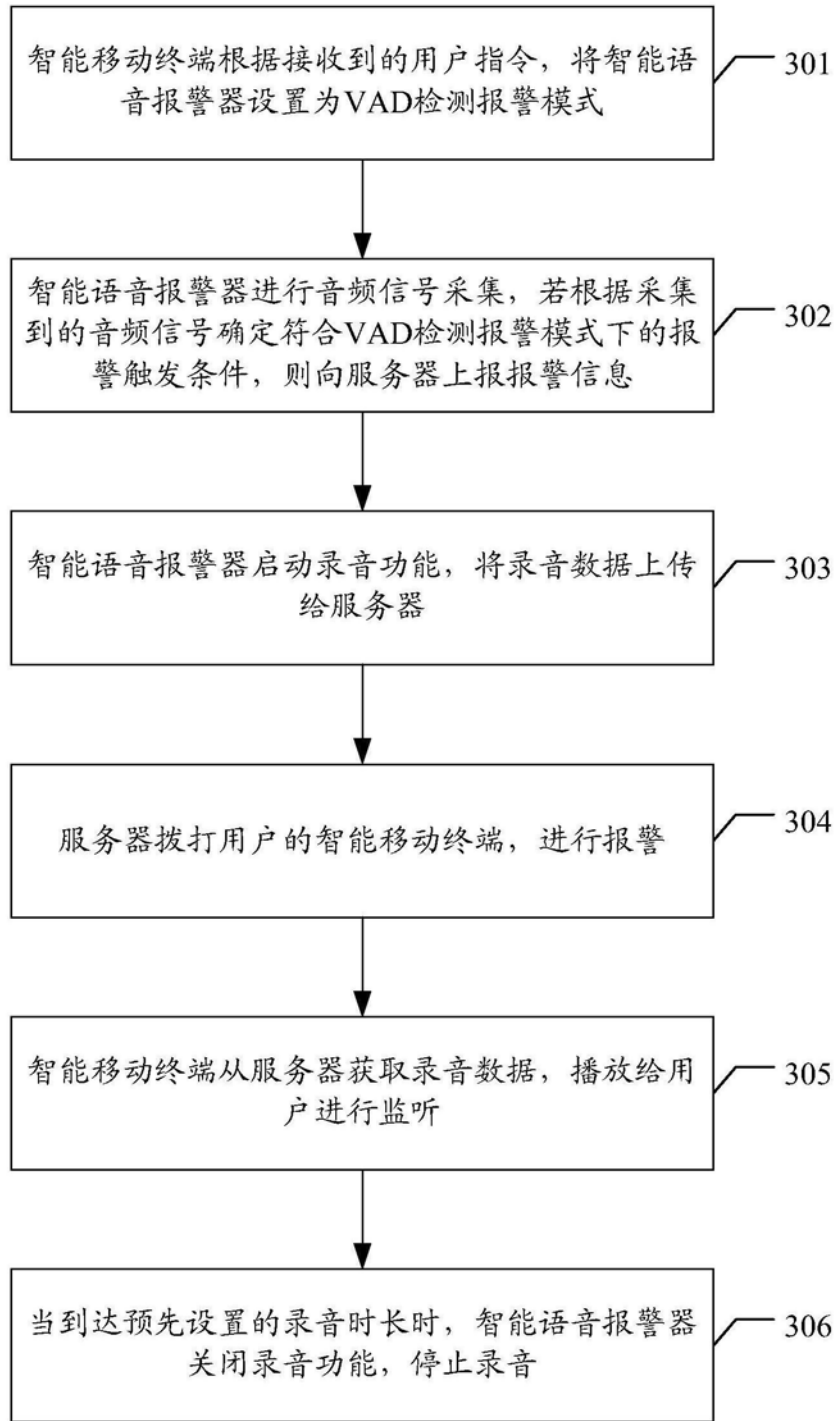 智能移动终端根据接收到的用户指令，将智能语
音报警器设置为VAD检测报警模式
301
智能语音报警器进行音频信号采集，若根据采集
到的音频信号确定符合VAD检测报警模式下的报
警触发条件，则向服务器上报报警信息
302
智能语音报警器启动录音功能，将录音数据上传
给服务器
303
服务器拨打用户的智能移动终端，进行报警
304
智能移动终端从服务器获取录音数据，播放给用
户进行监听
305
当到达预先设置的录音时长时，智能语音报警器
关闭录音功能，停止录音
306